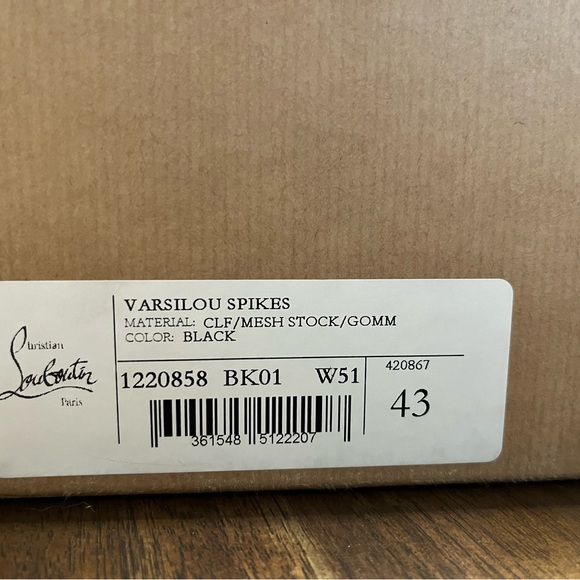 Christian
Louboutin
Paris
VARSILOU SPIKES
MATERIAL: CLF/MESH STOCK/GOMM
COLOR: BLACK
1220858 BK01 W51
361548 5122207
420867
43